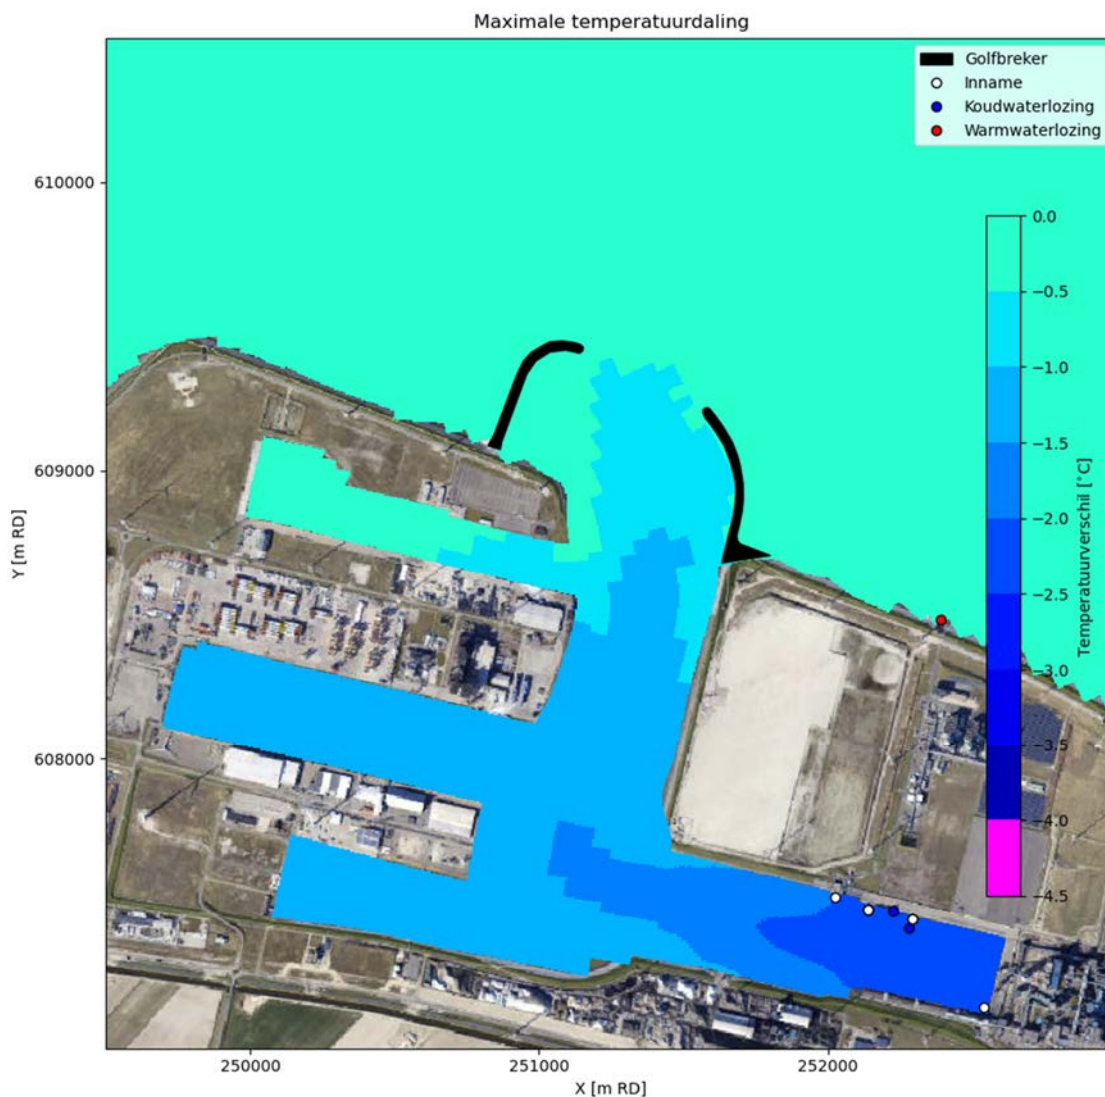 Maximale temperatuurdaling
Golfbreker
Inname
Koudwaterlozing
Warmwaterlozing
610000
609000
608000
Y [m RD]
0.0
−0.5
−1.0
−1.5
−2.0
−2.5
−3.0
−3.5
−4.0
−4.5
Temperatuurverschil [°C]
250000
251000
252000
X [m RD]